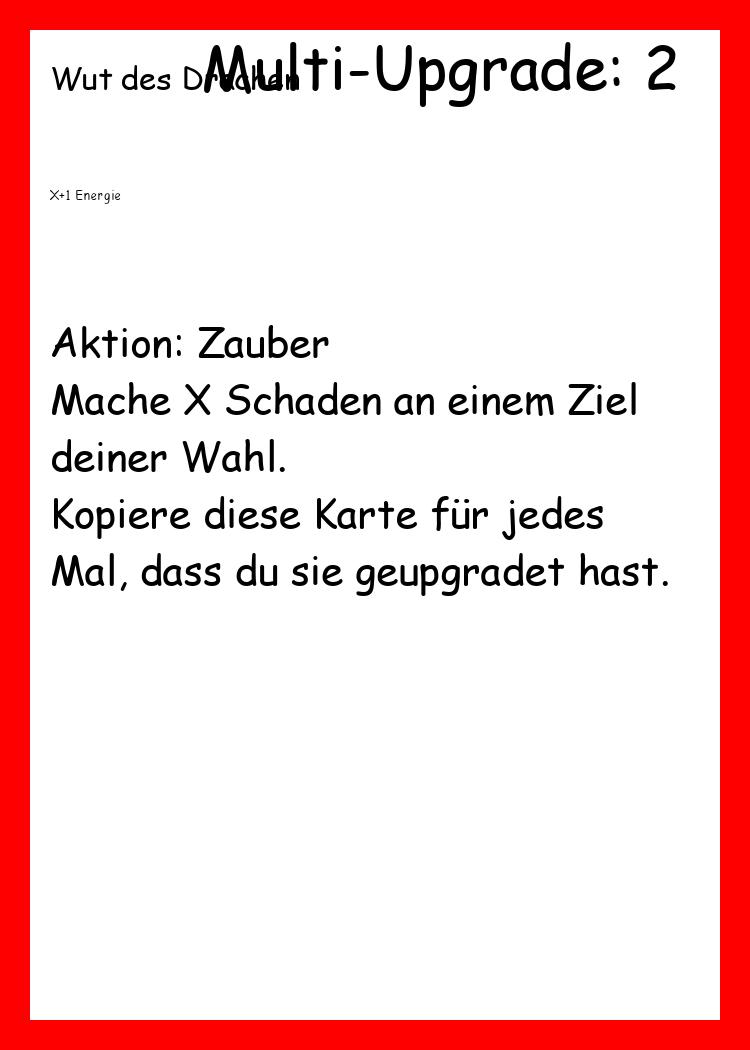 Wut des Drachen
Multi-Upgrade: 2
X+1 Energie
Aktion: Zauber
Mache X Schaden an einem Ziel
deiner Wahl.
Kopiere diese Karte für jedes
Mal, dass du sie geupgradet hast.